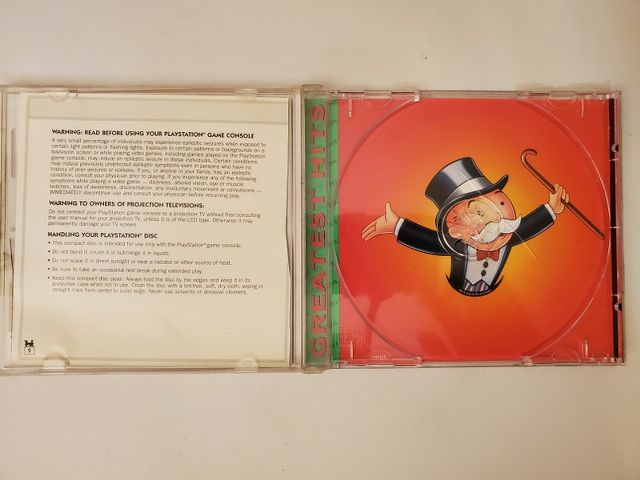 WARNING: READ BEFORE USING YOUR PLAYSTATION® GAME CONSOLE
A very small percentage of individuals may experience epileptic seizures when exposed to
certain light patterns or flashing lights. Exposure to certain patterns or backgrounds on a
television screen or while playing video games, including games played on the PlayStation
game console, may induce an epileptic seizure in these individuals. Certain conditions
may induce previously undetected epileptic symptoms even in persons who have no
history of prior seizures or epilepsy. If you, or anyone in your family, has an epileptic
condition, consult your physician prior to playing. If you experience any of the following
symptoms while playing a video game — dizziness, altered vision, eye or muscle
twitches, loss of awareness, disorientation, any involuntary movement or convulsions —
IMMEDIATELY discontinue use and consult your physician before resuming play.
WARNING TO OWNERS OF PROJECTION TELEVISIONS:
Do not connect your PlayStation game console to a projection TV without first consulting
the user manual for your projection TV, unless it is of the LCD type. Otherwise it may
permanently damage your TV screen.
HANDLING YOUR PLAYSTATION® DISC
• This compact disc is intended for use only with the PlayStation® game console.
• Do not bend it, crush it or submerge it in liquids.
• Do not leave it in direct sunlight or near a radiator or other source of heat.
• Be sure to take an occasional rest break during extended play.
• Keep this compact disc clean. Always hold the disc by the edges and keep it in its
protective case when not in use. Clean the disc with a lint-free, soft, dry cloth, wiping in
straight lines from center to outer edge. Never use solvents or abrasive cleaners.
GREATEST HITS